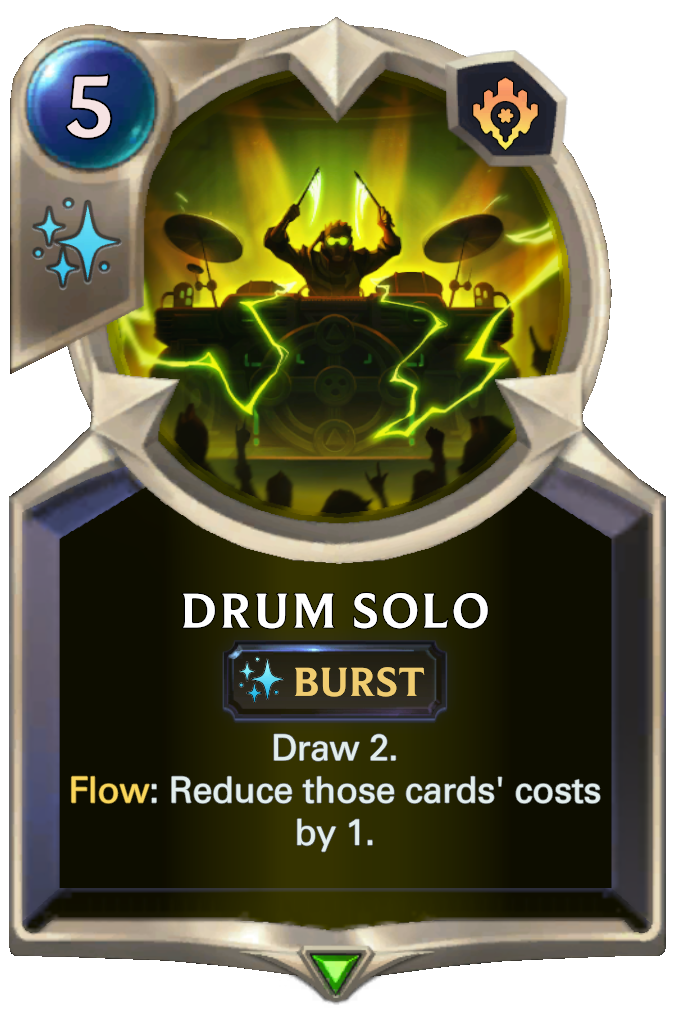 5
DRUM SOLO
BURST
Draw 2.
Flow: Reduce those cards' costs
by 1.